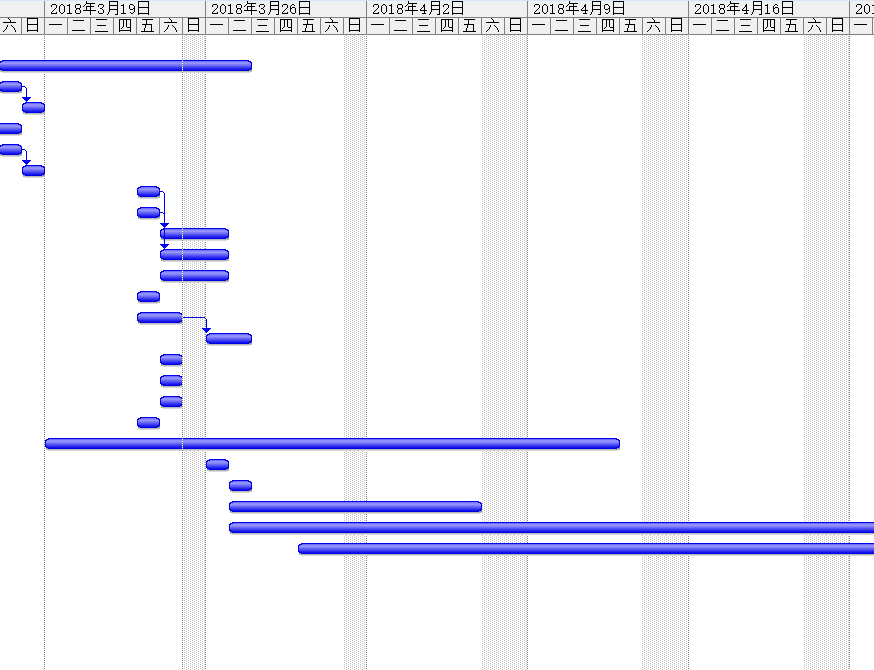 2018年3月19日 2018年3月26日 2018年4月2日 2018年4月9日 2018年4月16日 201
六 日 一 二 三 四 五 六 日 一 二 三 四 五 六 日 一 二 三 四 五 六 日 一 二 三 四 五 六 日 一 二 三 四 五 六 日 一